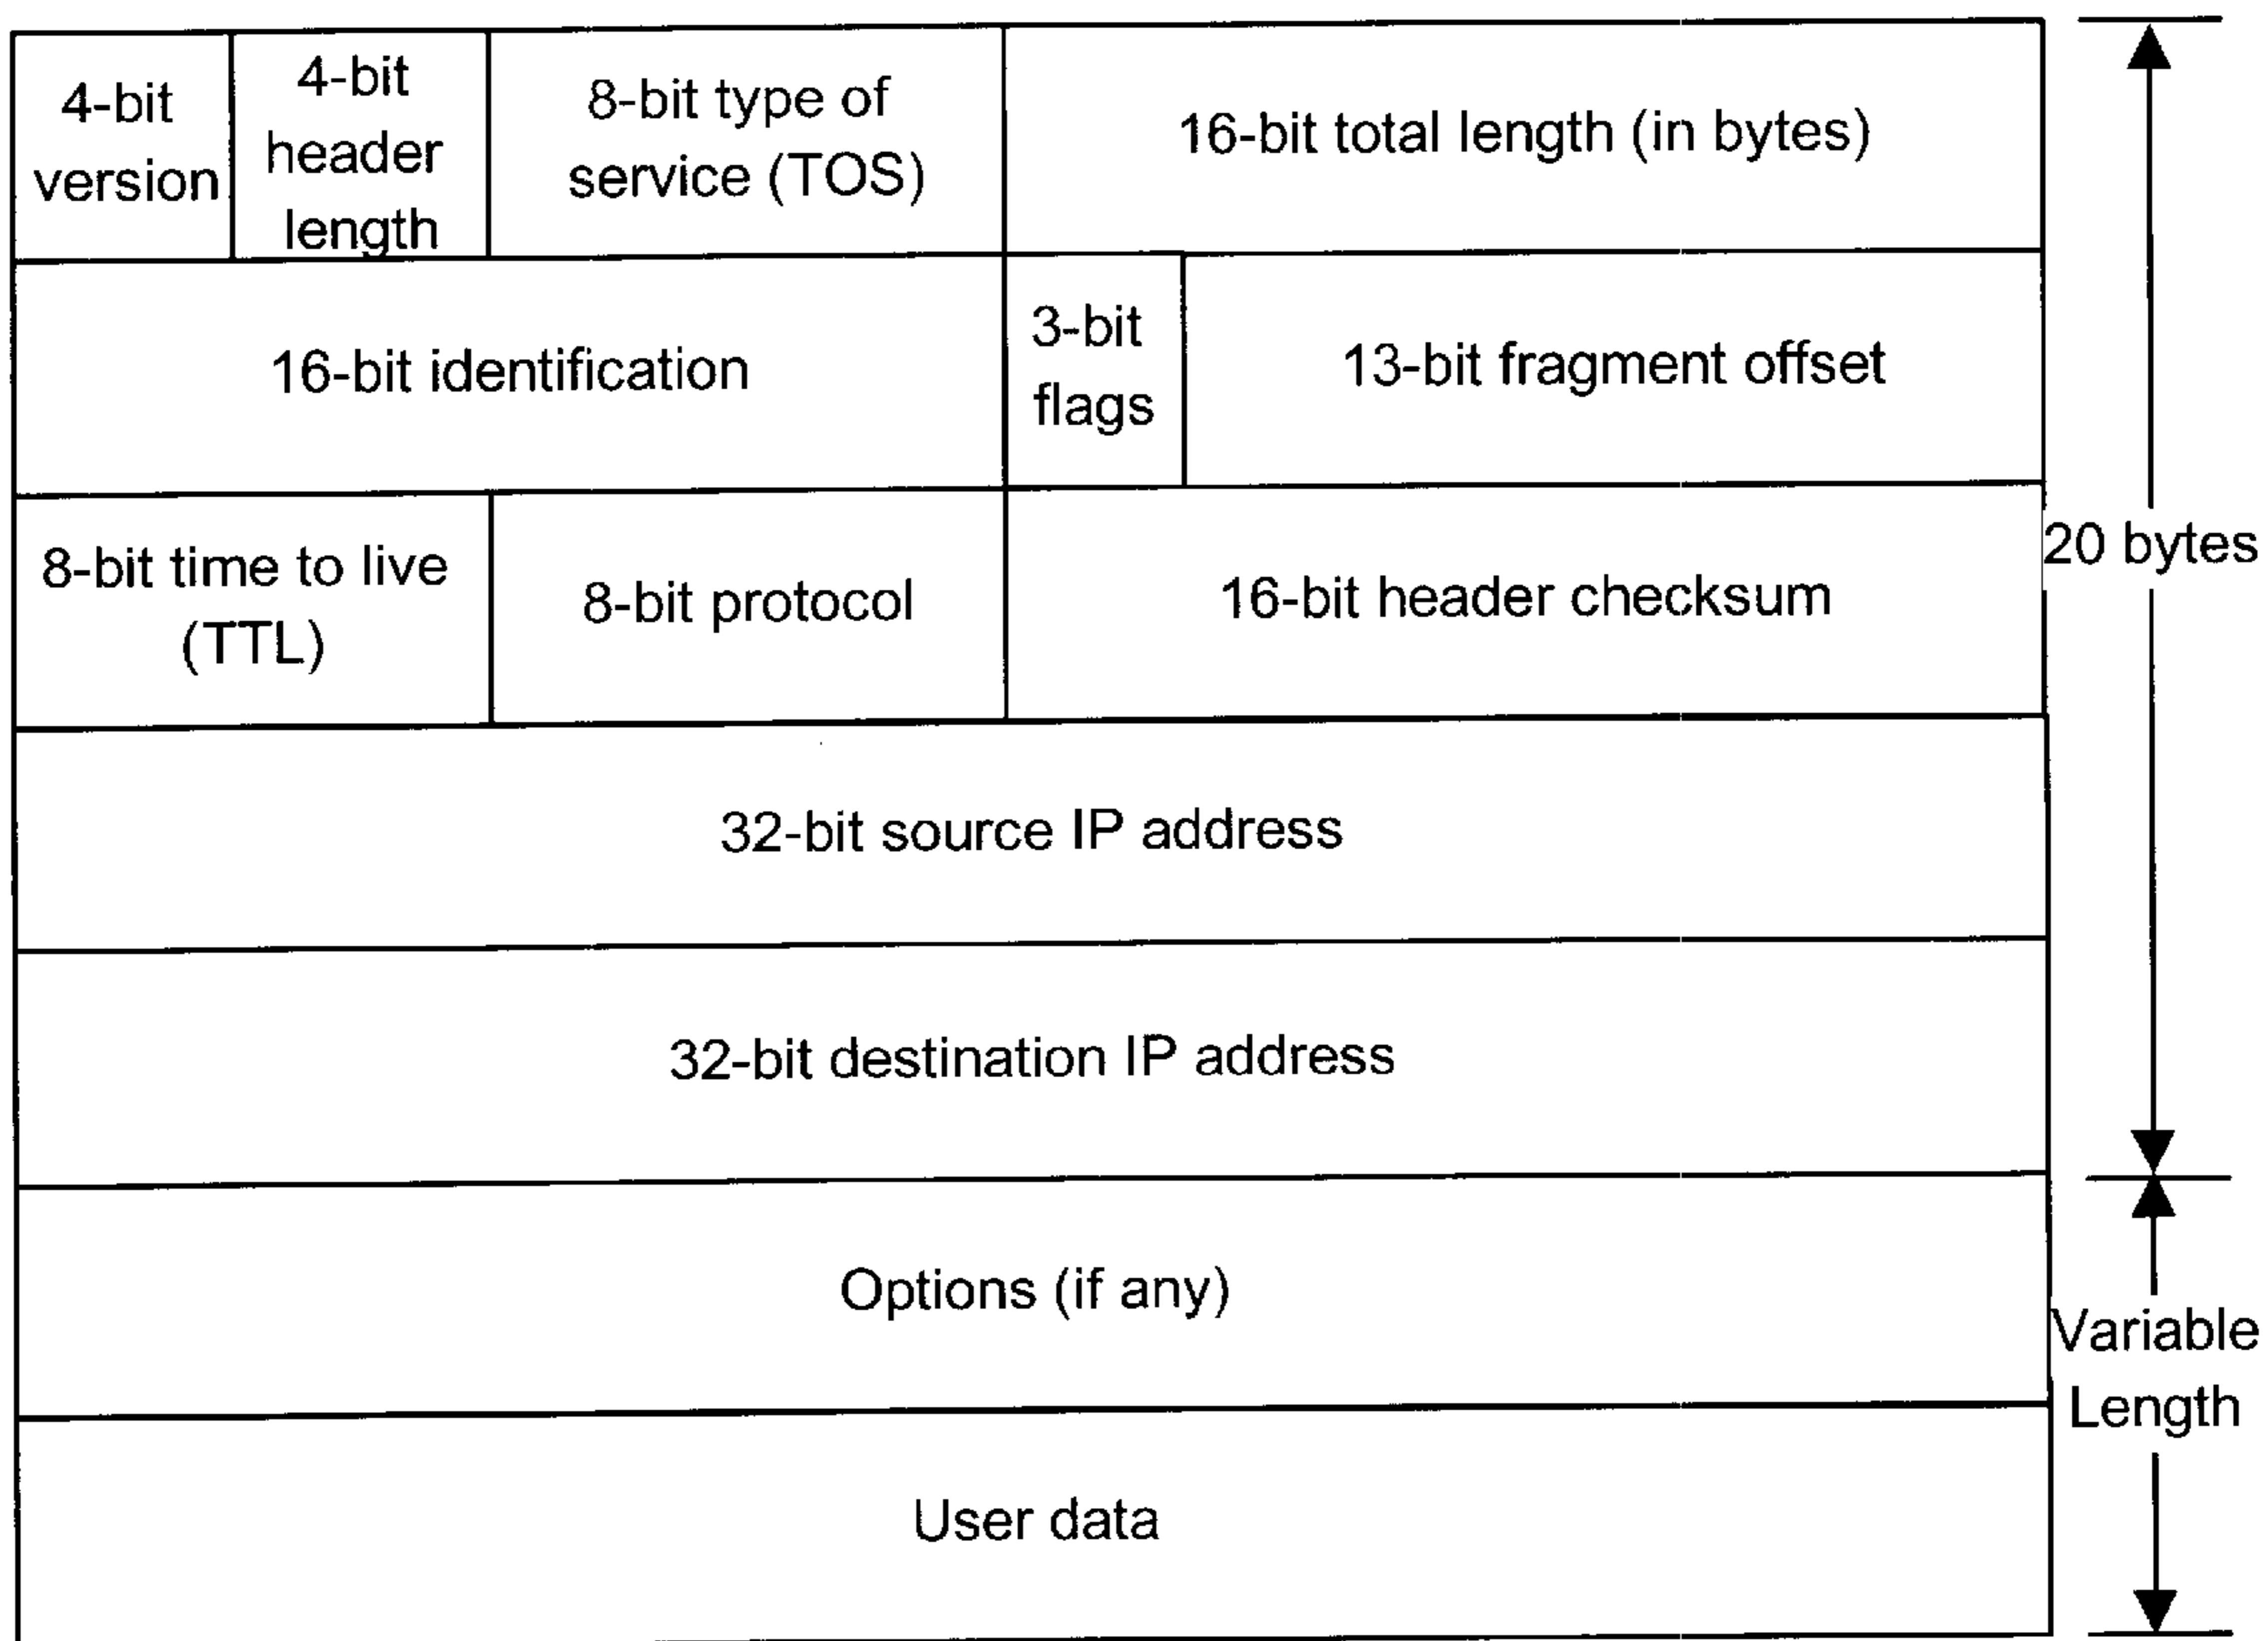 4-bit
version
4-bit
header
length
8-bit type of
service (TOS)
16-bit total length (in bytes)
16-bit identification
3-bit
flags
13-bit fragment offset
8-bit time to live
(TTL)
8-bit protocol
16-bit header checksum
20 bytes
32-bit source IP address
32-bit destination IP address
Options (if any)
Variable
Length
User data